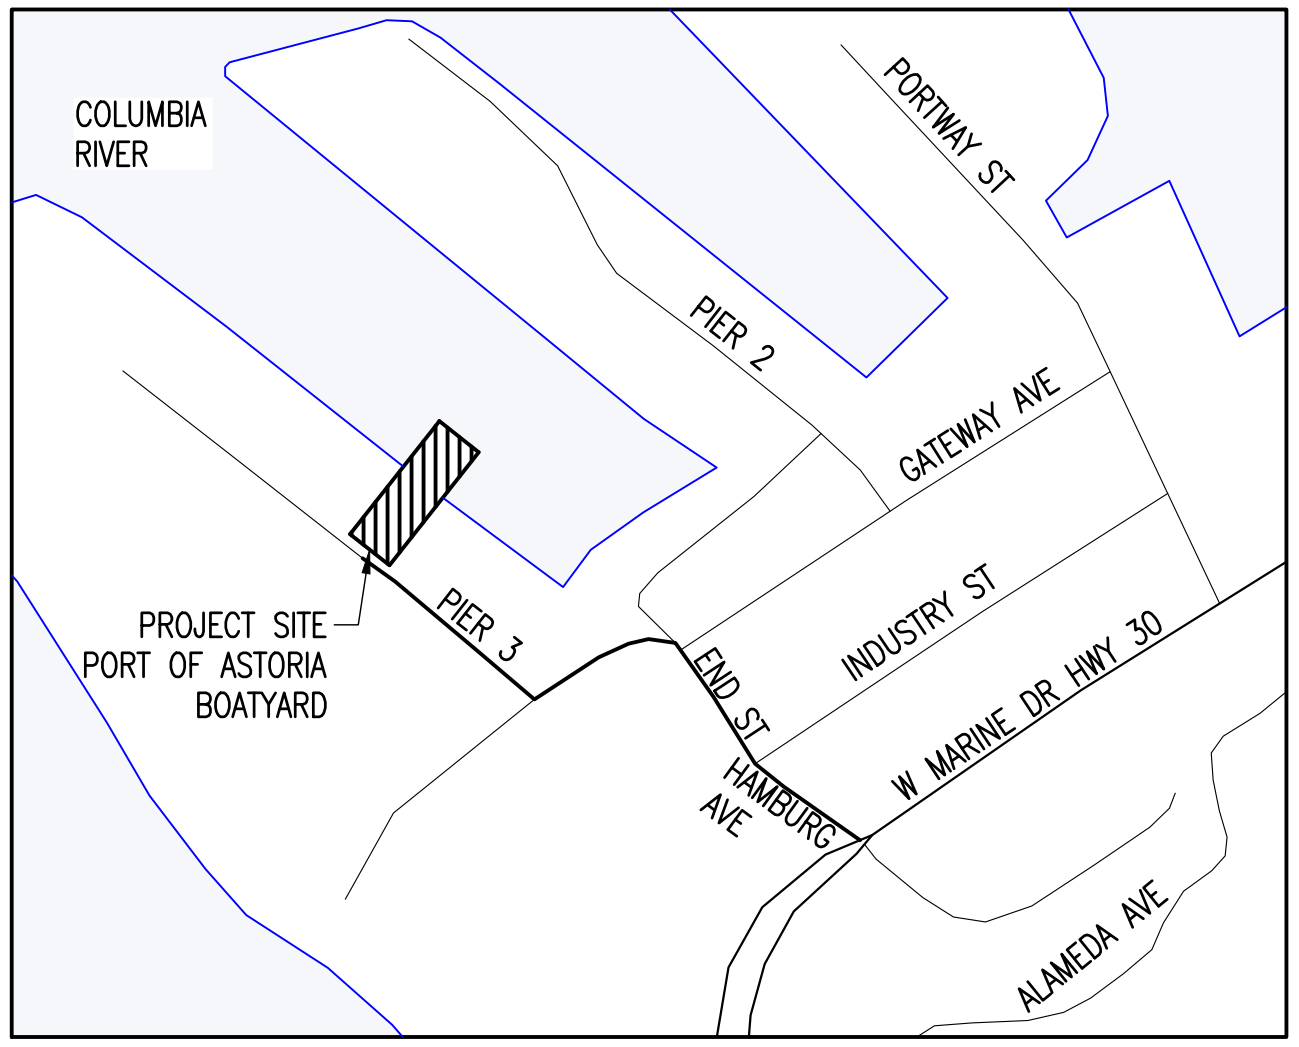 COLUMBIA
RIVER
PORTWAY ST
PIER 2
GATEWAY AVE
PROJECT SITE
PORT OF ASTORIA
BOATYARD
PIER 3
END ST
INDUSTRY ST
W MARINE DR HWY 30
HAMBURG
AVE
ALAMEDA AVE